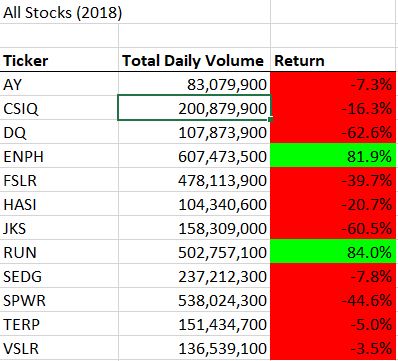 All Stocks (2018)
Ticker Total Daily Volume Return
AY 83,079,900 -7.3%
CSIQ 200,879,900 -16.3%
DQ 107,873,900 -62.6%
ENPH 607,473,500 81.9%
FSLR 478,113,900 -39.7%
HASI 104,340,600 -20.7%
JKS 158,309,000 -60.5%
RUN 502,757,100 84.0%
SEDG 237,212,300 -7.8%
SPWR 538,024,300 -44.6%
TERP 151,434,700 -5.0%
VSLR 136,539,100 -3.5%